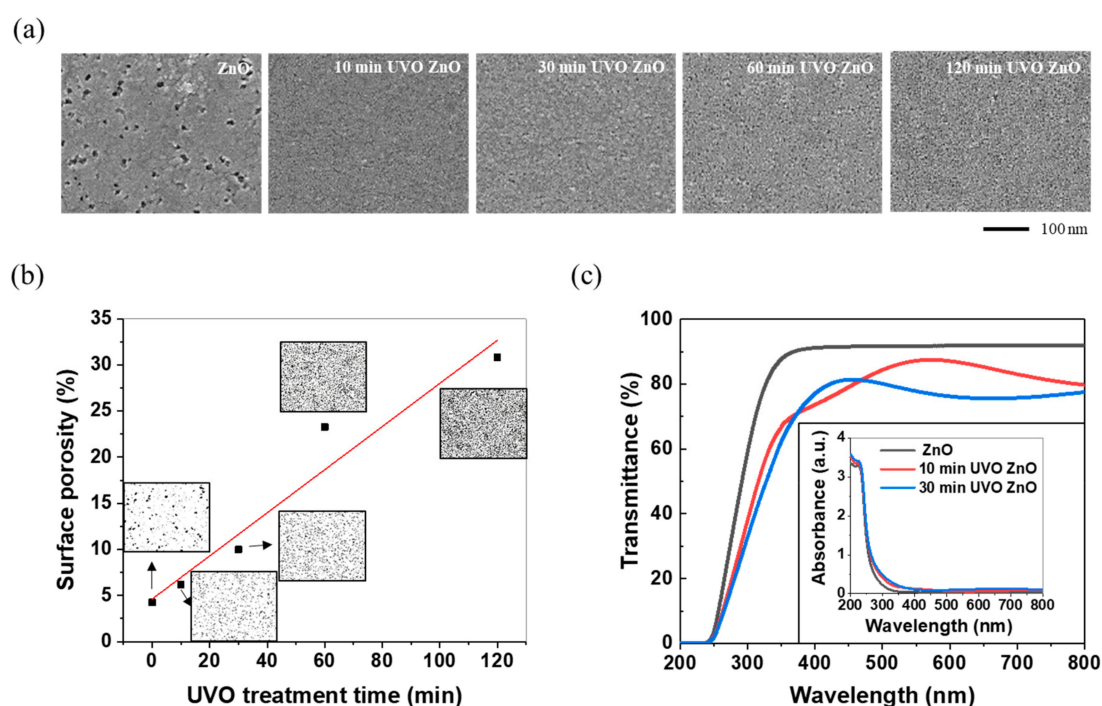 (a)
ZnO
10 min UVO ZnO
30 min UVO ZnO
60 min UVO ZnO
120 min UVO ZnO
100 nm
(b)
Surface porosity (%)
35
30
25
20
15
10
5
0
0 20 40 60 80 100 120
UVO treatment time (min)
(c)
Transmittance (%)
100
80
60
40
20
0
200 300 400 500 600 700 800
Wavelength (nm)
Absorbance (a.u.)
4
3
2
1
0
200 300 400 500 600 700 800
Wavelength (nm)
ZnO
10 min UVO ZnO
30 min UVO ZnO